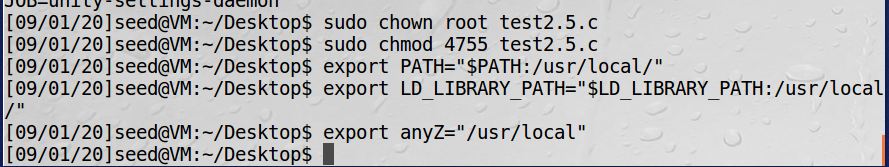 JOB=unity-settings-daemon
[09/01/20]seed@VM:~/Desktop$ sudo chown root test2.5.c
[09/01/20]seed@VM:~/Desktop$ sudo chmod 4755 test2.5.c
[09/01/20]seed@VM:~/Desktop$ export PATH="$PATH:/usr/local/"
[09/01/20]seed@VM:~/Desktop$ export LD_LIBRARY_PATH="$LD_LIBRARY_PATH:/usr/local
/"
[09/01/20]seed@VM:~/Desktop$ export anyZ="/usr/local"
[09/01/20]seed@VM:~/Desktop$